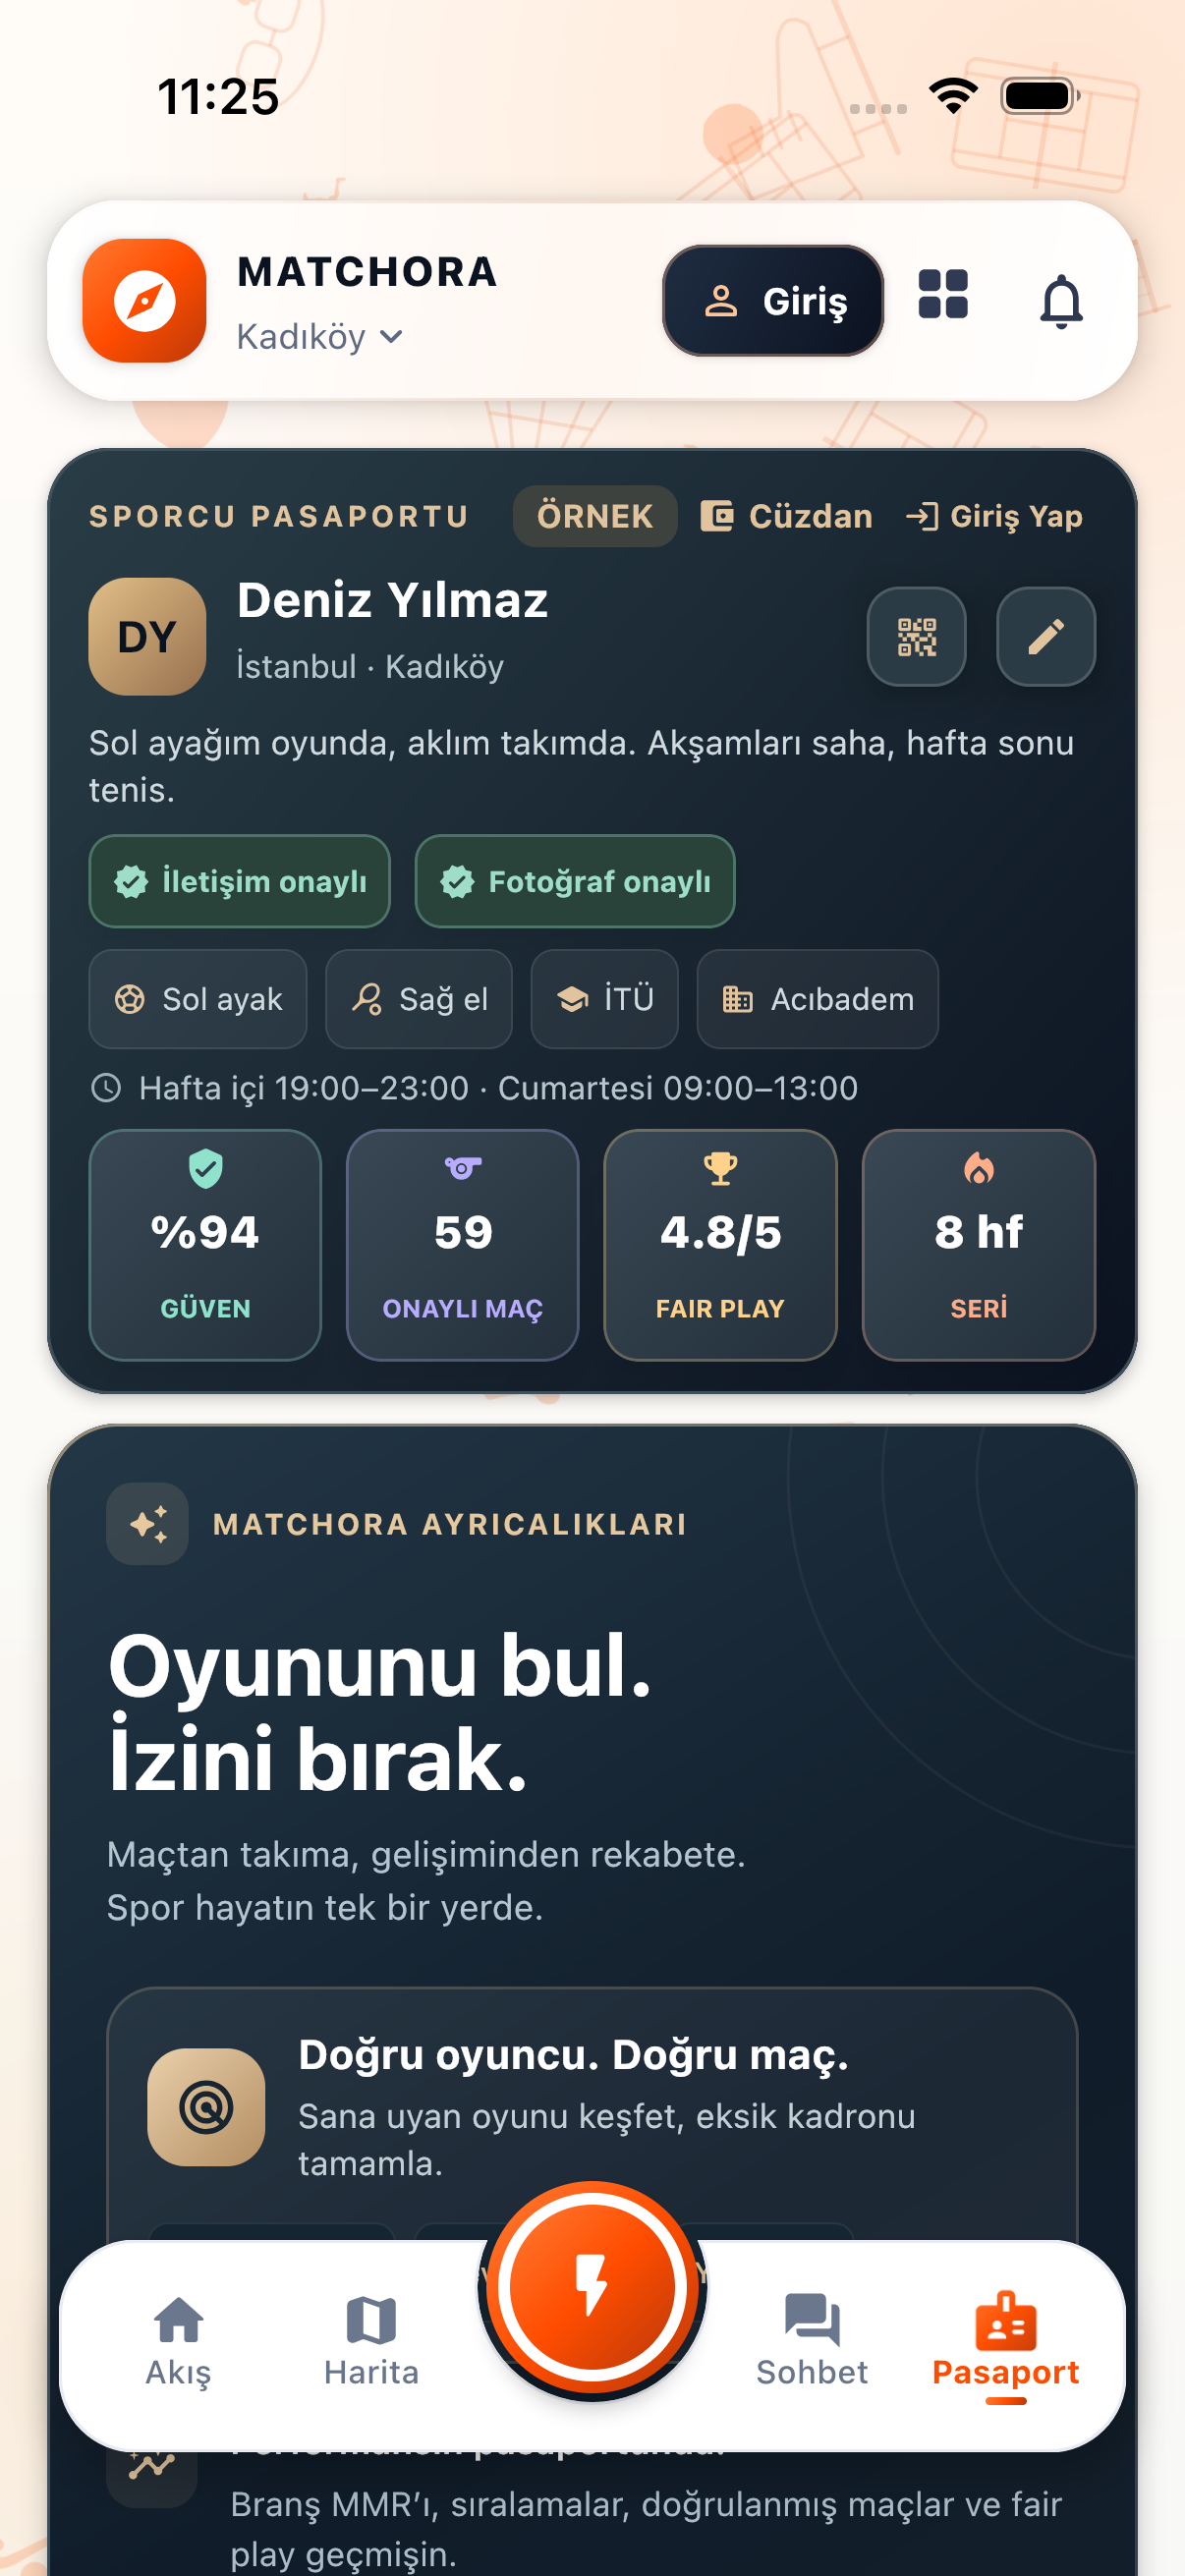 11:25
MATCHORA
Kadıköy
Giriş
SPORCU PASAPORTU
ÖRNEK
Cüzdan
Giriş Yap
DY
Deniz Yılmaz
İstanbul · Kadıköy
Sol ayağım oyunda, aklım takımda. Akşamları saha, hafta sonu
tenis.
İletişim onaylı
Fotoğraf onaylı
Sol ayak
Sağ el
İTÜ
Acıbadem
Hafta içi 19:00–23:00 · Cumartesi 09:00–13:00
%94
GÜVEN
59
ONAYLI MAÇ
4.8/5
FAIR PLAY
8 hf
SERİ
MATCHORA AYRICALIKLARI
Oyununu bul.
İzini bırak.
Maçtan takıma, gelişiminden rekabete.
Spor hayatın tek bir yerde.
Doğru oyuncu. Doğru maç.
Sana uyan oyunu keşfet, eksik kadronu
tamamla.
Akış
Harita
Sohbet
Pasaport
Branş MMR’ı, sıralamalar, doğrulanmış maçlar ve fair
play geçmişin.